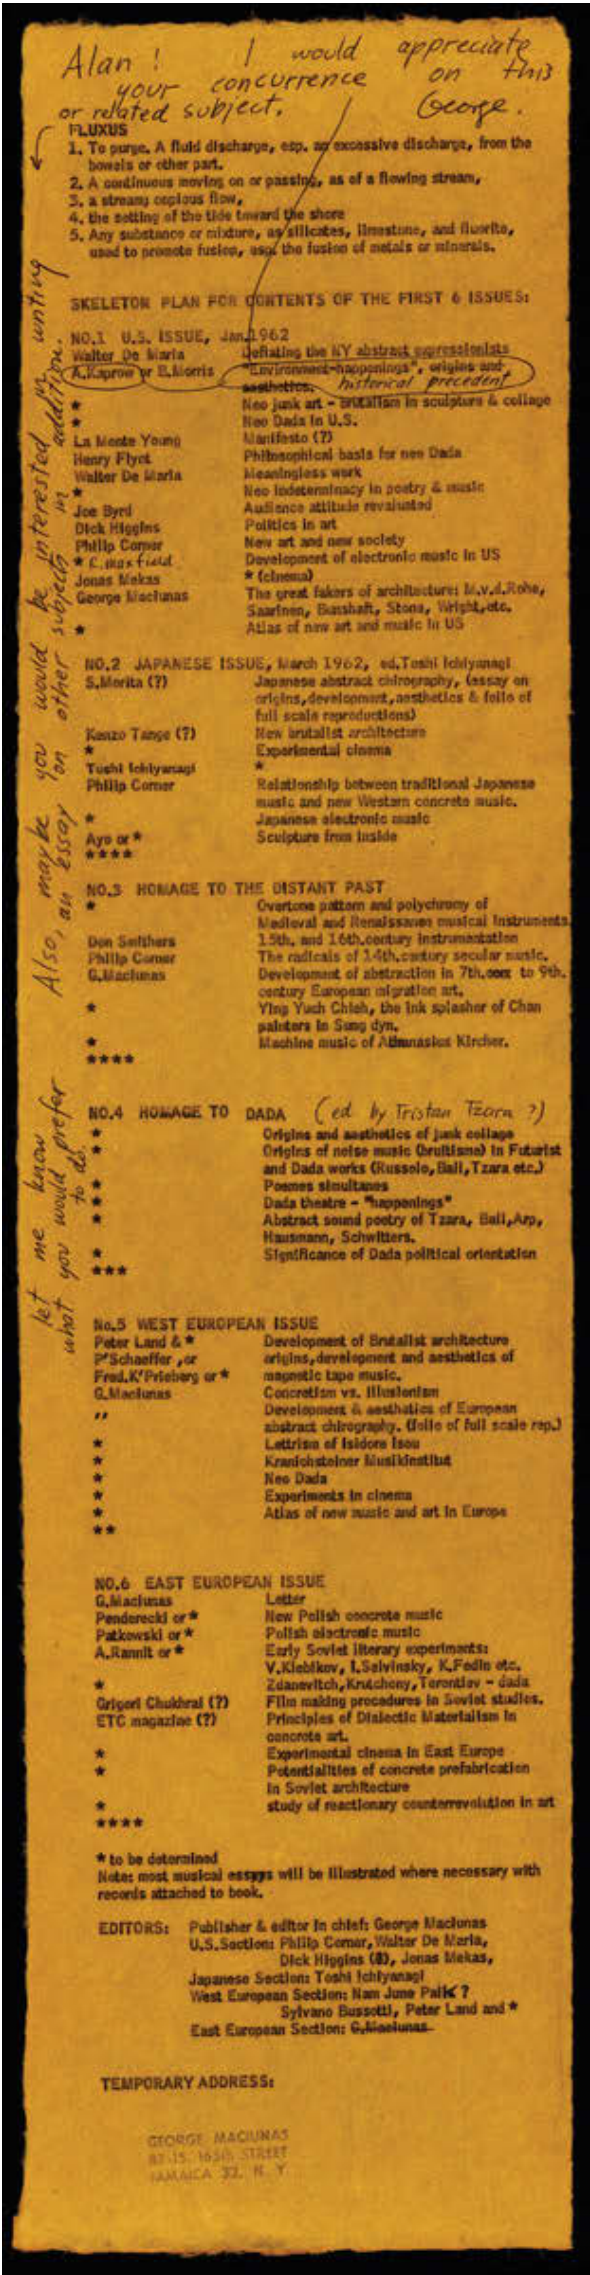 Alan ! I would appreciate
your concurrence on this
or related subject. George.
FLUXUS
1. To purge. A fluid discharge, esp. an excessive discharge, from the
bowels or other part.
2. A continuous moving on or passing, as of a flowing stream,
3. a stream; copious flow,
4. the setting of the tide toward the shore
5. Any substance or mixture, as silicates, limestone, and fluorite,
used to promote fusion, esp. the fusion of metals or minerals.
SKELETON PLAN FOR CONTENTS OF THE FIRST 6 ISSUES:
NO.1 U.S. ISSUE, Jan.1962
Walter De Maria Deflating the NY abstract expressionists
A.Kaprow or B.Morris "Environment-happenings", origins and
aesthetics. historical precedent
* Neo junk art - brutalism in sculpture & collage
* Neo Dada in U.S.
La Monte Young Manifesto (?)
Henry Flynt Philosophical basis for neo Dada
Walter De Maria Meaningless work
* Neo indeterminacy in poetry & music
Joe Byrd Audience attitude revaluated
Dick Higgins Politics in art
Philip Corner New art and new society
* R. maxfield Development of electronic music in US
Jonas Mekas * (cinema)
George Maciunas The great fakers of architecture: M.v.d.Rohe,
Saarinen, Bunshaft, Stone, Wright,etc.
* Atlas of new art and music in US
NO.2 JAPANESE ISSUE, March 1962, ed.Toshi Ichiyanagi
S.Morita (?) Japanese abstract chirography, (essay on
origins,development,aesthetics & folio of
full scale reproductions)
Kenzo Tange (?) New brutalist architecture
* Experimental cinema
Toshi Ichiyanagi *
Philip Corner Relationship between traditional Japanese
music and new Western concrete music.
* Japanese electronic music
Ayo or * Sculpture from inside
****
NO.3 HOMAGE TO THE DISTANT PAST
* Overtone pattern and polychromy of
Medieval and Renaissance musical instruments.
Don Smithers 15th. and 16th.century instrumentation
Philip Corner The radicals of 14th.century secular music.
G.Maciunas Development of abstraction in 7th. to 9th.
century European migration art.
* Ying Yuch Chieh, the ink splasher of Chan
painters in Sung dyn.
* Machine music of Athanasius Kircher.
****
NO.4 HOMAGE TO DADA (ed by Tristan Tzara ?)
* Origins and aesthetics of junk collage
* Origins of noise music (bruitisme) in Futurist
and Dada works (Russolo,Ball,Tzara etc.)
* Poemes simultanes
* Dada theatre - "happenings"
* Abstract sound poetry of Tzara, Ball,Arp,
Hausmann, Schwitters.
* Significance of Dada political orientation
***
No.5 WEST EUROPEAN ISSUE
Peter Land & * Development of Brutalist architecture
P'Schaeffer ,or origins,development and aesthetics of
Fred.K'Prieberg or * magnetic tape music.
G.Maciunas Concretism vs. illusionism
" Development & aesthetics of European
abstract chirography. (folio of full scale rep.)
* Lettrism of Isidore Isou
* Kranichsteiner Musikinstitut
* Neo Dada
* Experiments in cinema
* Atlas of new music and art in Europe
**
NO.6 EAST EUROPEAN ISSUE
G.Maciunas Letter
Penderecki or * New Polish concrete music
Patkowski or * Polish electronic music
A.Rannit or * Early Soviet literary experiments:
V.Klebikov, I.Selvinsky, K.Fedin etc.
* Zdanevitch,Krutchony,Terentiev - dada
Grigori Chukhrai (?) Film making procedures in Soviet studies.
ETC magazine (?) Principles of Dialectic Materialism in
concrete art.
* Experimental cinema in East Europe
* Potentialities of concrete prefabrication
in Soviet architecture
* study of reactionary counterrevolution in art
****
* to be determined
Note: most musical essays will be illustrated where necessary with
records attached to book.
EDITORS: Publisher & editor in chief: George Maciunas
U.S.Section: Philip Corner,Walter De Maria,
Dick Higgins Jonas Mekas,
Japanese Section: Toshi Ichiyanagi
West European Section: Nam June Paik ?
Sylvano Bussotti, Peter Land and *
East European Section: G.Maciunas
TEMPORARY ADDRESS:
GEORGE MACIUNAS
87-15, 165th STREET
JAMAICA 32, N. Y.
let me know Also, maybe you would be interested in writing
what you would prefer an essay on other subjects in addition.
to do.